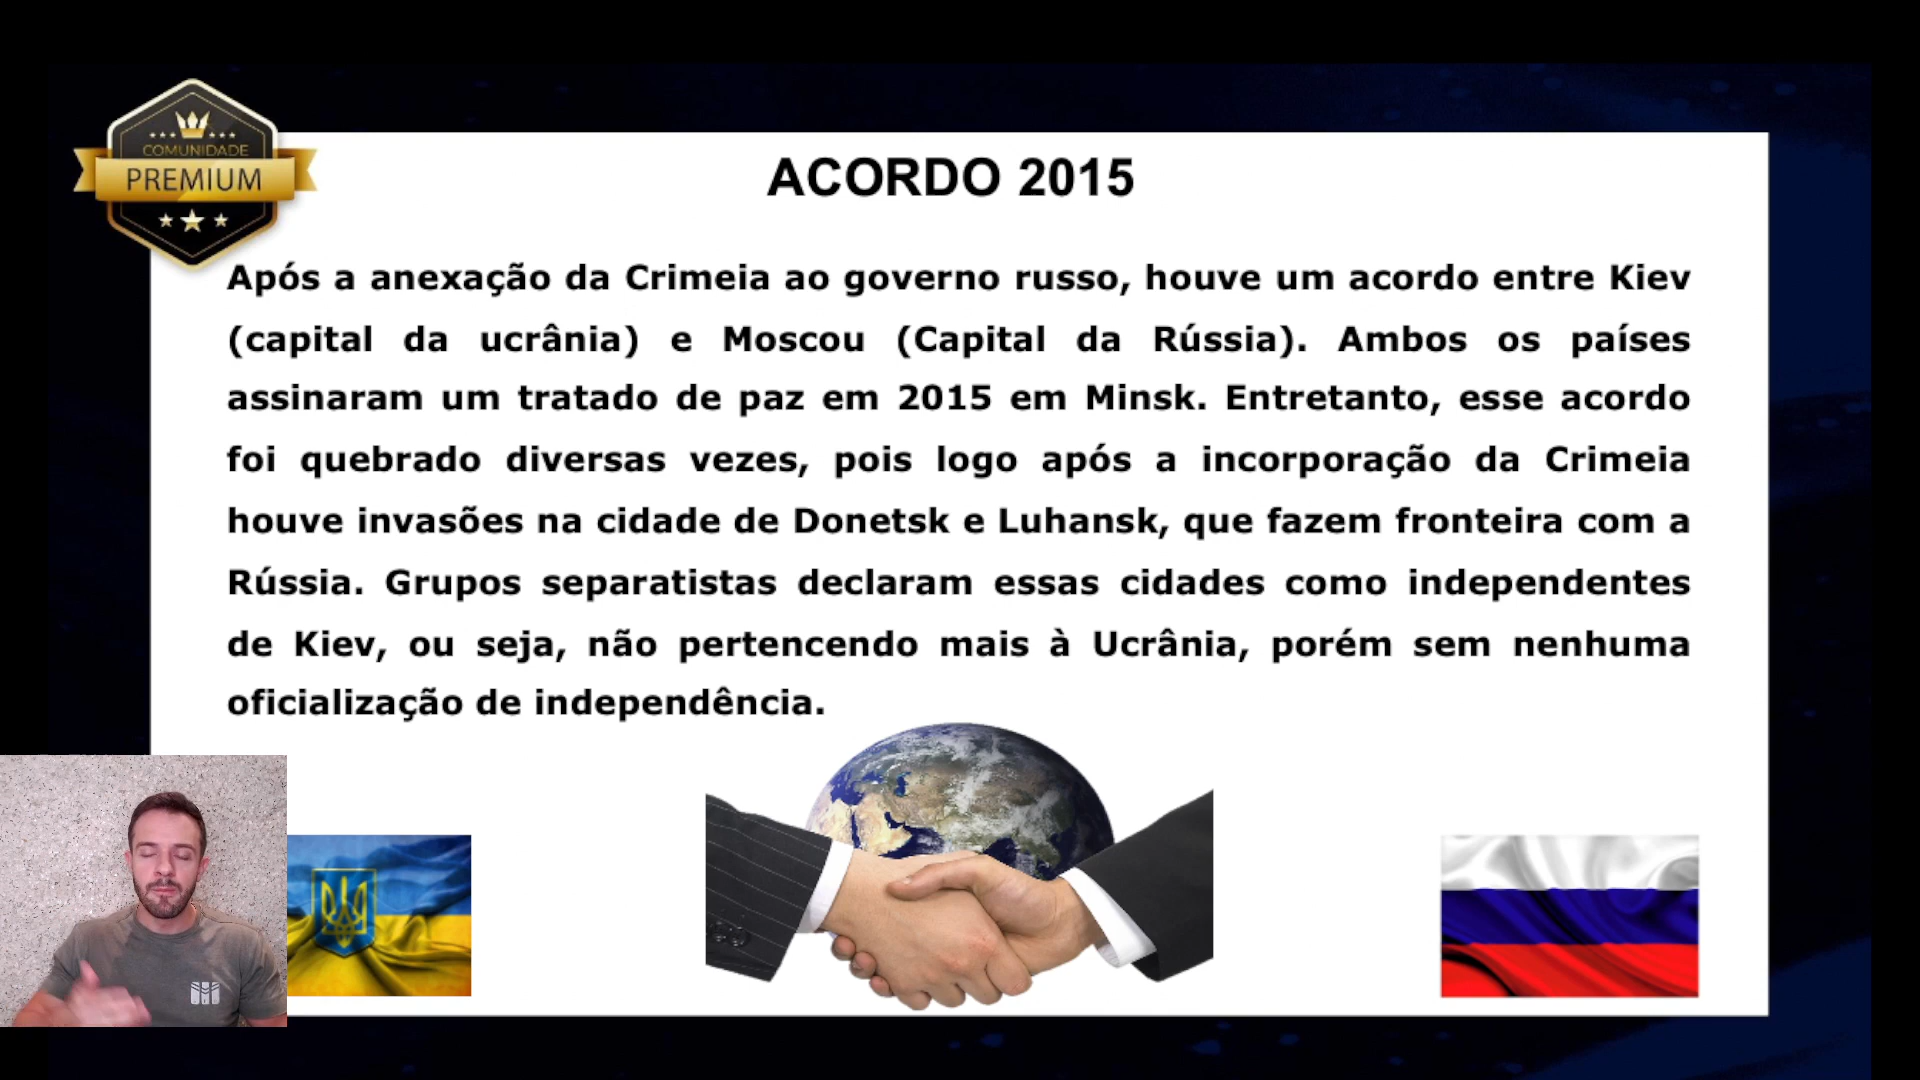 COMUNIDADE
PREMIUM
ACORDO 2015
Após a anexação da Crimeia ao governo russo, houve um acordo entre Kiev
(capital da ucrânia) e Moscou (Capital da Rússia). Ambos os países
assinaram um tratado de paz em 2015 em Minsk. Entretanto, esse acordo
foi quebrado diversas vezes, pois logo após a incorporação da Crimeia
houve invasões na cidade de Donetsk e Luhansk, que fazem fronteira com a
Rússia. Grupos separatistas declaram essas cidades como independentes
de Kiev, ou seja, não pertencendo mais à Ucrânia, porém sem nenhuma
oficialização de independência.